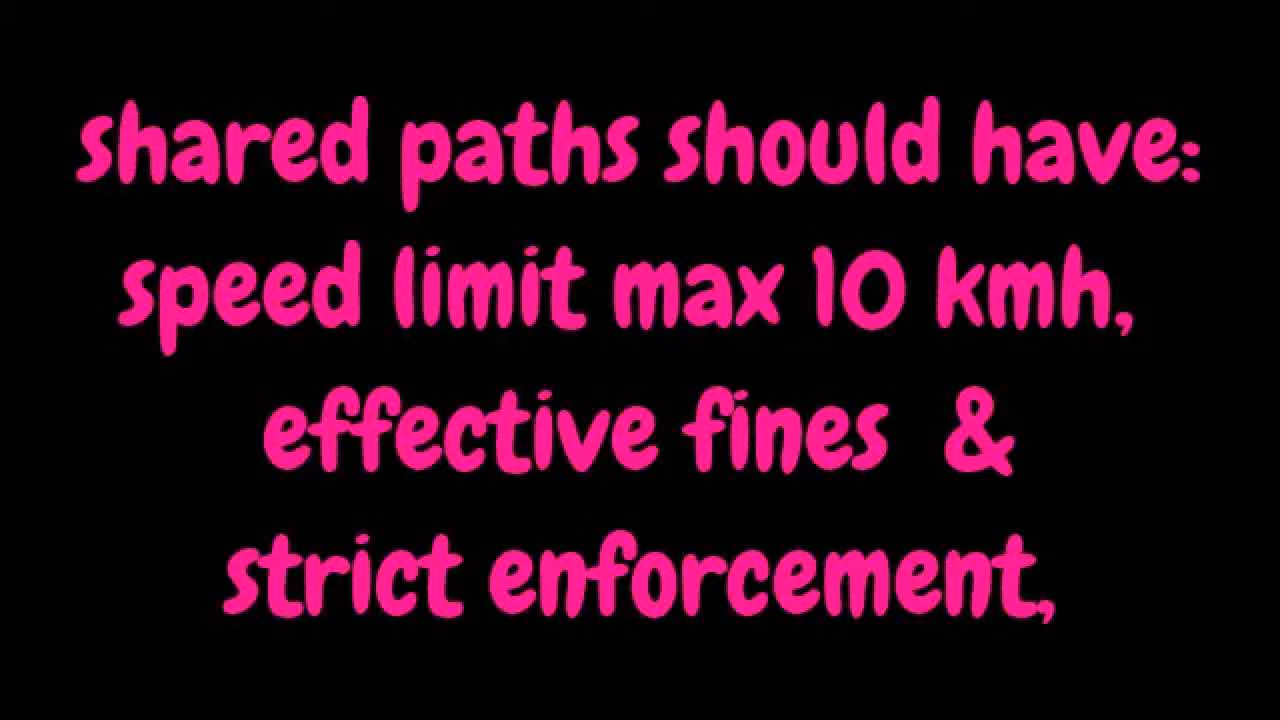 shared paths should have:
speed limit max 10 kmh,
effective fines &
strict enforcement,